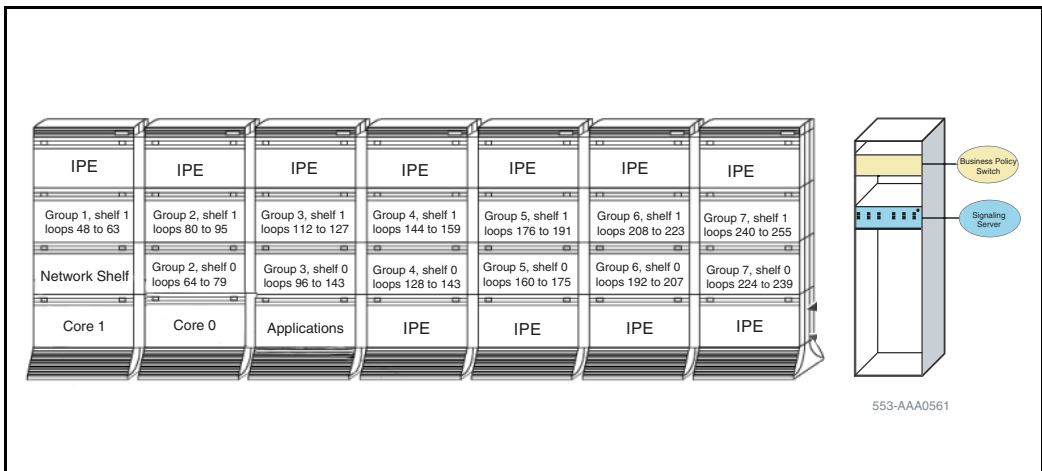 IPE
IPE
IPE
IPE
IPE
IPE
IPE
Group 1, shelf 1
loops 48 to 63
Group 2, shelf 1
loops 80 to 95
Group 3, shelf 1
loops 112 to 127
Group 4, shelf 1
loops 144 to 159
Group 5, shelf 1
loops 176 to 191
Group 6, shelf 1
loops 208 to 223
Group 7, shelf 1
loops 240 to 255
Network Shelf
Group 2, shelf 0
loops 64 to 79
Group 3, shelf 0
loops 96 to 143
Group 4, shelf 0
loops 128 to 143
Group 5, shelf 0
loops 160 to 175
Group 6, shelf 0
loops 192 to 207
Group 7, shelf 0
loops 224 to 239
Core 1
Core 0
Applications
IPE
IPE
IPE
IPE
Business Policy
Switch
Signaling
Server
553-AAA0561